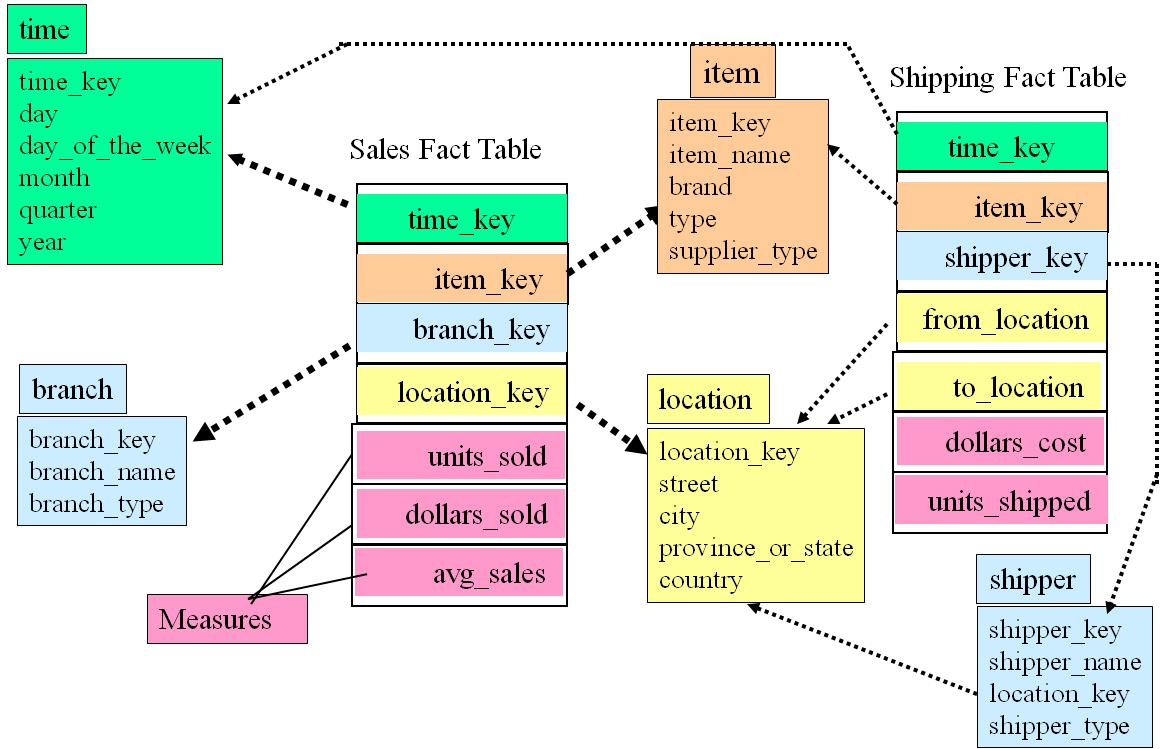 time
time_key
day
day_of_the_week
month
quarter
year
Sales Fact Table
time_key
item_key
branch_key
location_key
units_sold
dollars_sold
avg_sales
Measures
branch
branch_key
branch_name
branch_type
item
item_key
item_name
brand
type
supplier_type
location
location_key
street
city
province_or_state
country
Shipping Fact Table
time_key
item_key
shipper_key
from_location
to_location
dollars_cost
units_shipped
shipper
shipper_key
shipper_name
location_key
shipper_type